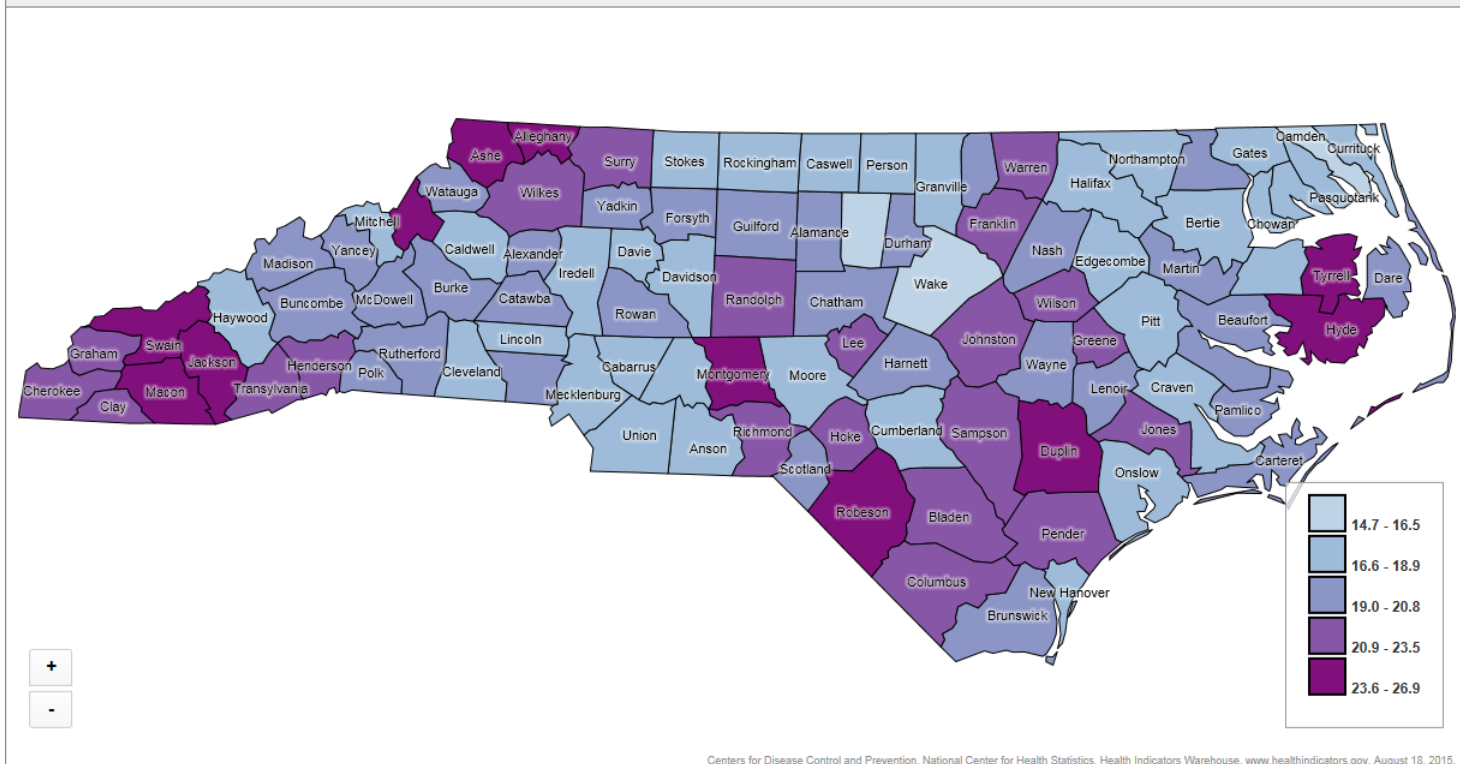 Alleghany
Ashe
Surry
Stokes
Rockingham
Caswell
Person
Granville
Warren
Northampton
Halifax
Gates
Camden
Currituck
Pasquotank
Chowan
Bertie
Watauga
Wilkes
Yadkin
Forsyth
Guilford
Alamance
Durham
Franklin
Nash
Edgecombe
Martin
Tyrrell
Dare
Mitchell
Yancey
Madison
Caldwell
Alexander
Iredell
Davie
Davidson
Randolph
Chatham
Wake
Wilson
Pitt
Beaufort
Hyde
Haywood
Buncombe
McDowell
Burke
Catawba
Rowan
Lincoln
Graham
Swain
Jackson
Henderson
Polk
Rutherford
Cleveland
Cabarrus
Montgomery
Moore
Lee
Harnett
Johnston
Greene
Wayne
Lenoir
Craven
Pamlico
Cherokee
Clay
Macon
Transylvania
Mecklenburg
Union
Anson
Richmond
Hoke
Cumberland
Sampson
Duplin
Jones
Carteret
Scotland
Onslow
Robeson
Bladen
Pender
Columbus
New Hanover
Brunswick
14.7 - 16.5
16.6 - 18.9
19.0 - 20.8
20.9 - 23.5
23.6 - 26.9
+
-
Centers for Disease Control and Prevention. National Center for Health Statistics. Health Indicators Warehouse. www.healthindicators.gov. August 18, 2015.